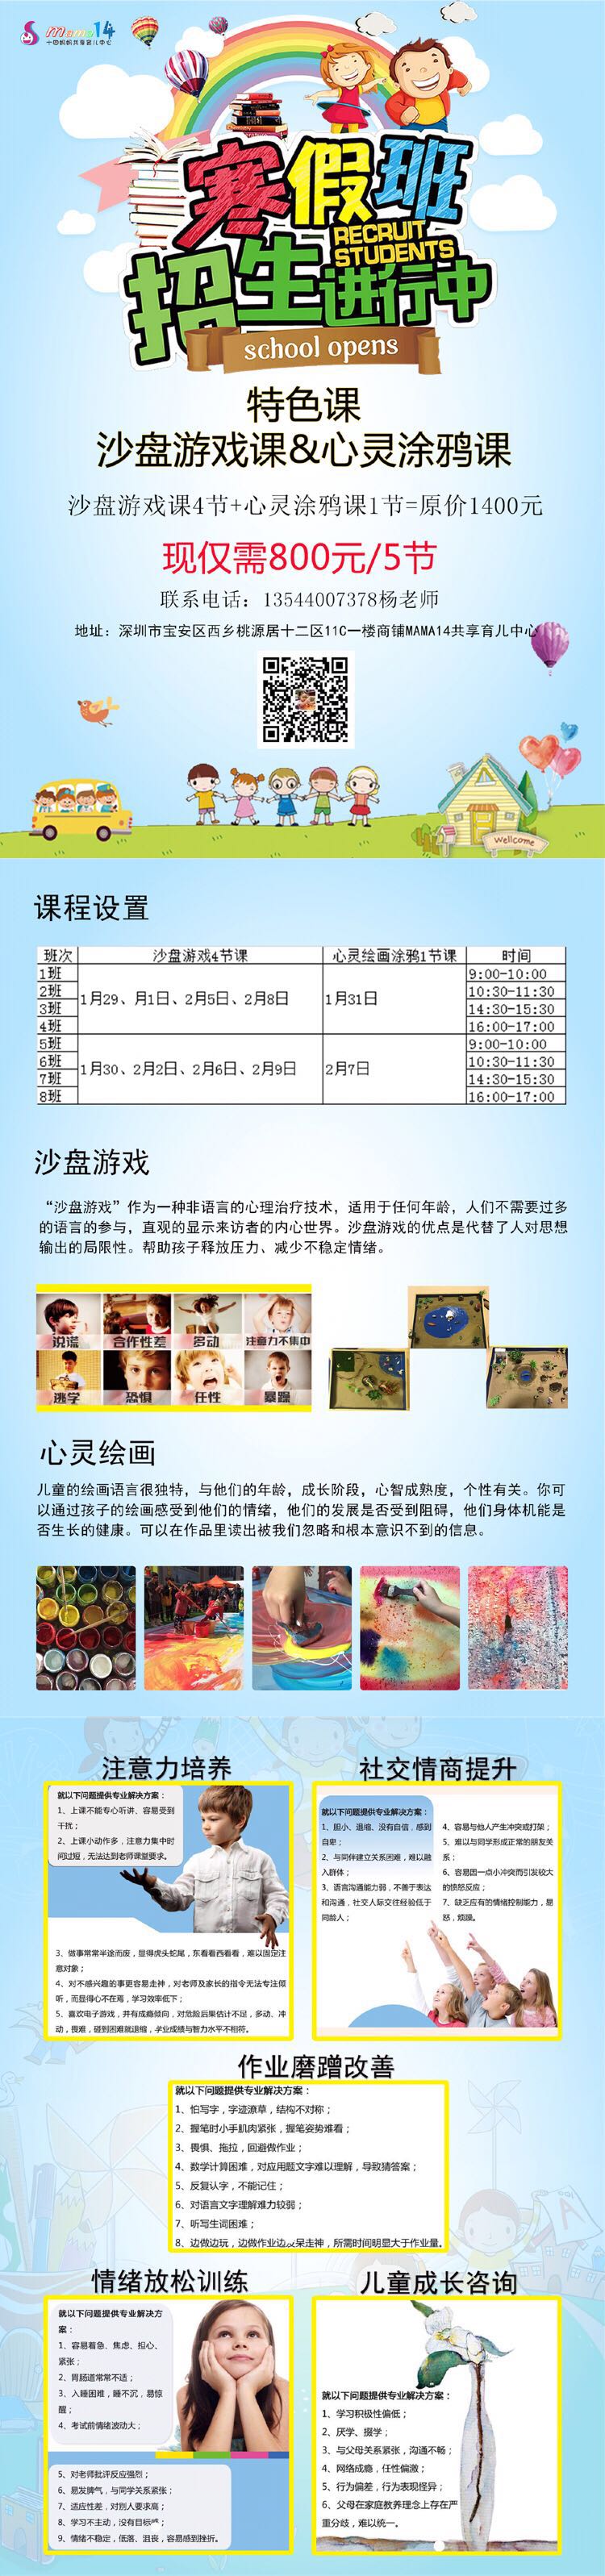 mama14
十四妈妈共享育儿中心
寒假班
RECRUIT
STUDENTS
招生进行中
school opens
特色课
沙盘游戏课&心灵涂鸦课
沙盘游戏课4节+心灵涂鸦课1节=原价1400元
现仅需800元/5节
联系电话：13544007378杨老师
地址：深圳市宝安区西乡桃源居十二区11C一楼商铺MAMA14共享育儿中心
Wellcome
课程设置
班次 沙盘游戏4节课 心灵绘画涂鸦1节课 时间
1班 9:00-10:00
2班 10:30-11:30
1月29、月1日、2月5日、2月8日 1月31日
3班 14:30-15:30
4班 16:00-17:00
5班 9:00-10:00
6班 10:30-11:30
1月30、2月2日、2月6日、2月9日 2月7日
7班 14:30-15:30
8班 16:00-17:00
沙盘游戏
“沙盘游戏”作为一种非语言的心理治疗技术，适用于任何年龄，人们不需要过多
的语言的参与，直观的显示来访者的内心世界。沙盘游戏的优点是代替了人对思想
输出的局限性。帮助孩子释放压力、减少不稳定情绪。
说谎 合作性差 多动 注意力不集中
逃学 恐惧 任性 暴躁
心灵绘画
儿童的绘画语言很独特，与他们的年龄，成长阶段，心智成熟度，个性有关。你可
以通过孩子的绘画感受到他们的情绪，他们的发展是否受到阻碍，他们身体机能是
否生长的健康。可以在作品里读出被我们忽略和根本意识不到的信息。
注意力培养
就以下问题提供专业解决方案：
1、上课不能专心听讲、容易受到
干扰；
2、上课小动作多，注意力集中时
间过短，无法达到老师课堂要求。
3、做事常常半途而废，显得虎头蛇尾，东看看西看看，难以固定注
意对象；
4、对不感兴趣的事更容易走神，对老师及家长的指令无法专注倾
听，而显得心不在焉，学习效率低下；
5、喜欢电子游戏，并有成瘾倾向，对危险后果估计不足，多动、冲
动，畏难，碰到困难就退缩，学业成绩与智力水平不相符。
社交情商提升
就以下问题提供专业解决方案：
1、胆小、退缩、没有自信，感到
自卑；
2、与同伴建立关系困难，难以融
入群体；
3、语言沟通能力弱，不善于表达
和沟通，社交人际交往经验低于
同龄人；
4、容易与他人产生冲突或打架；
5、难以与同学形成正常的朋友关
系；
6、容易因一点小冲突而引发较大
的愤怒反应；
7、缺乏应有的情绪控制能力，易
怒，烦躁。
作业磨蹭改善
就以下问题提供专业解决方案：
1、怕写字，字迹潦草，结构不对称；
2、握笔时小手肌肉紧张，握笔姿势难看；
3、畏惧、拖拉，回避做作业；
4、数学计算困难，对应用题文字难以理解，导致猜答案；
5、反复认字，不能记住；
6、对语言文字理解难力较弱；
7、听写生词困难；
8、边做边玩，边做作业边发呆走神，所需时间明显大于作业量。
情绪放松训练
就以下问题提供专业解决方
案：
1、容易着急、焦虑、担心、
紧张；
2、胃肠道常常不适；
3、入睡困难，睡不沉，易惊
醒；
4、考试前情绪波动大；
5、对老师批评反应强烈；
6、易发脾气，与同学关系紧张；
7、适应性差，对别人要求高；
8、学习不主动，没有目标感；
9、情绪不稳定，低落、沮丧，容易感到挫折。
儿童成长咨询
就以下问题提供专业解决方案：
1、学习积极性偏低；
2、厌学、辍学；
3、与父母关系紧张，沟通不畅；
4、网络成瘾，任性偏激；
5、行为偏差，行为表现怪异；
6、父母在家庭教养理念上存在严
重分歧，难以统一。